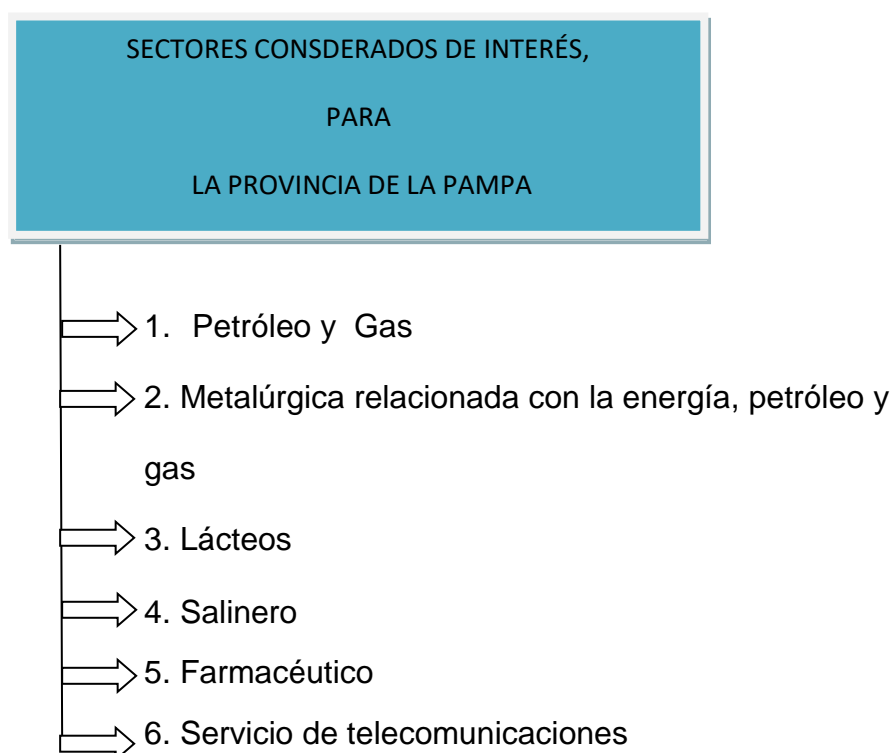 SECTORES CONSDERADOS DE INTERÉS,
PARA
LA PROVINCIA DE LA PAMPA
1. Petróleo y Gas
2. Metalúrgica relacionada con la energía, petróleo y
gas
3. Lácteos
4. Salinero
5. Farmacéutico
6. Servicio de telecomunicaciones